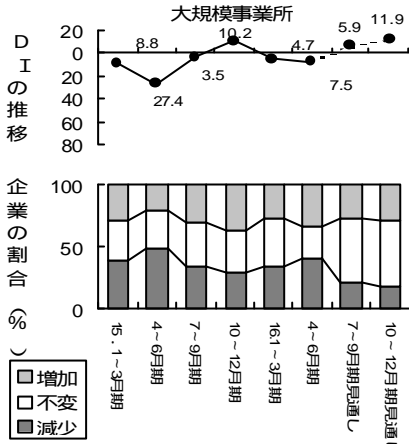 大規模事業所
DIの推移
20
0
20
40
60
80
8.8
27.4
3.5
10.2
4.7
7.5
5.9
11.9
企業の割合(%)
100
50
0
15.1~3月期
4~6月期
7~9月期
10~12月期
16.1~3月期
4~6月期
7~9月期見通し
10~12月期見通し
増加
不変
減少